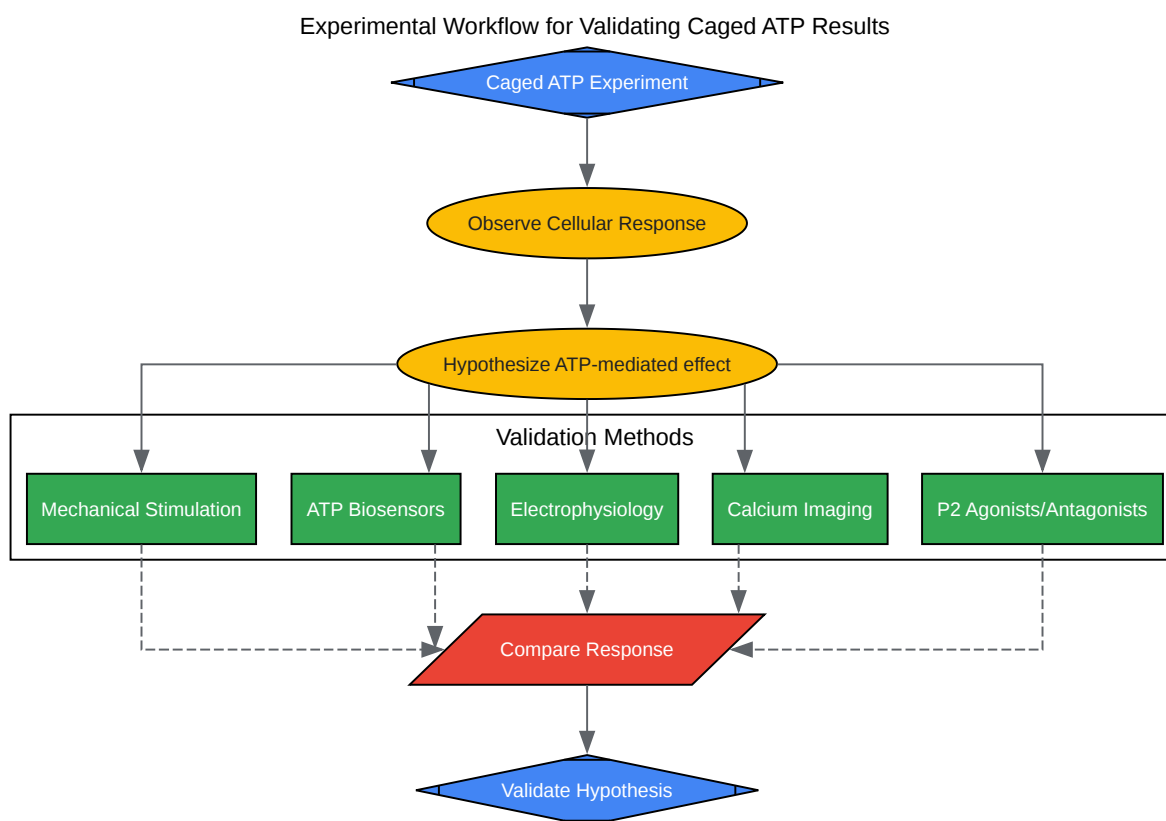 Experimental Workflow for Validating Caged ATP Results
Caged ATP Experiment
Observe Cellular Response
Hypothesize ATP-mediated effect
Validation Methods
Mechanical Stimulation
ATP Biosensors
Electrophysiology
Calcium Imaging
P2 Agonists/Antagonists
Compare Response
Validate Hypothesis